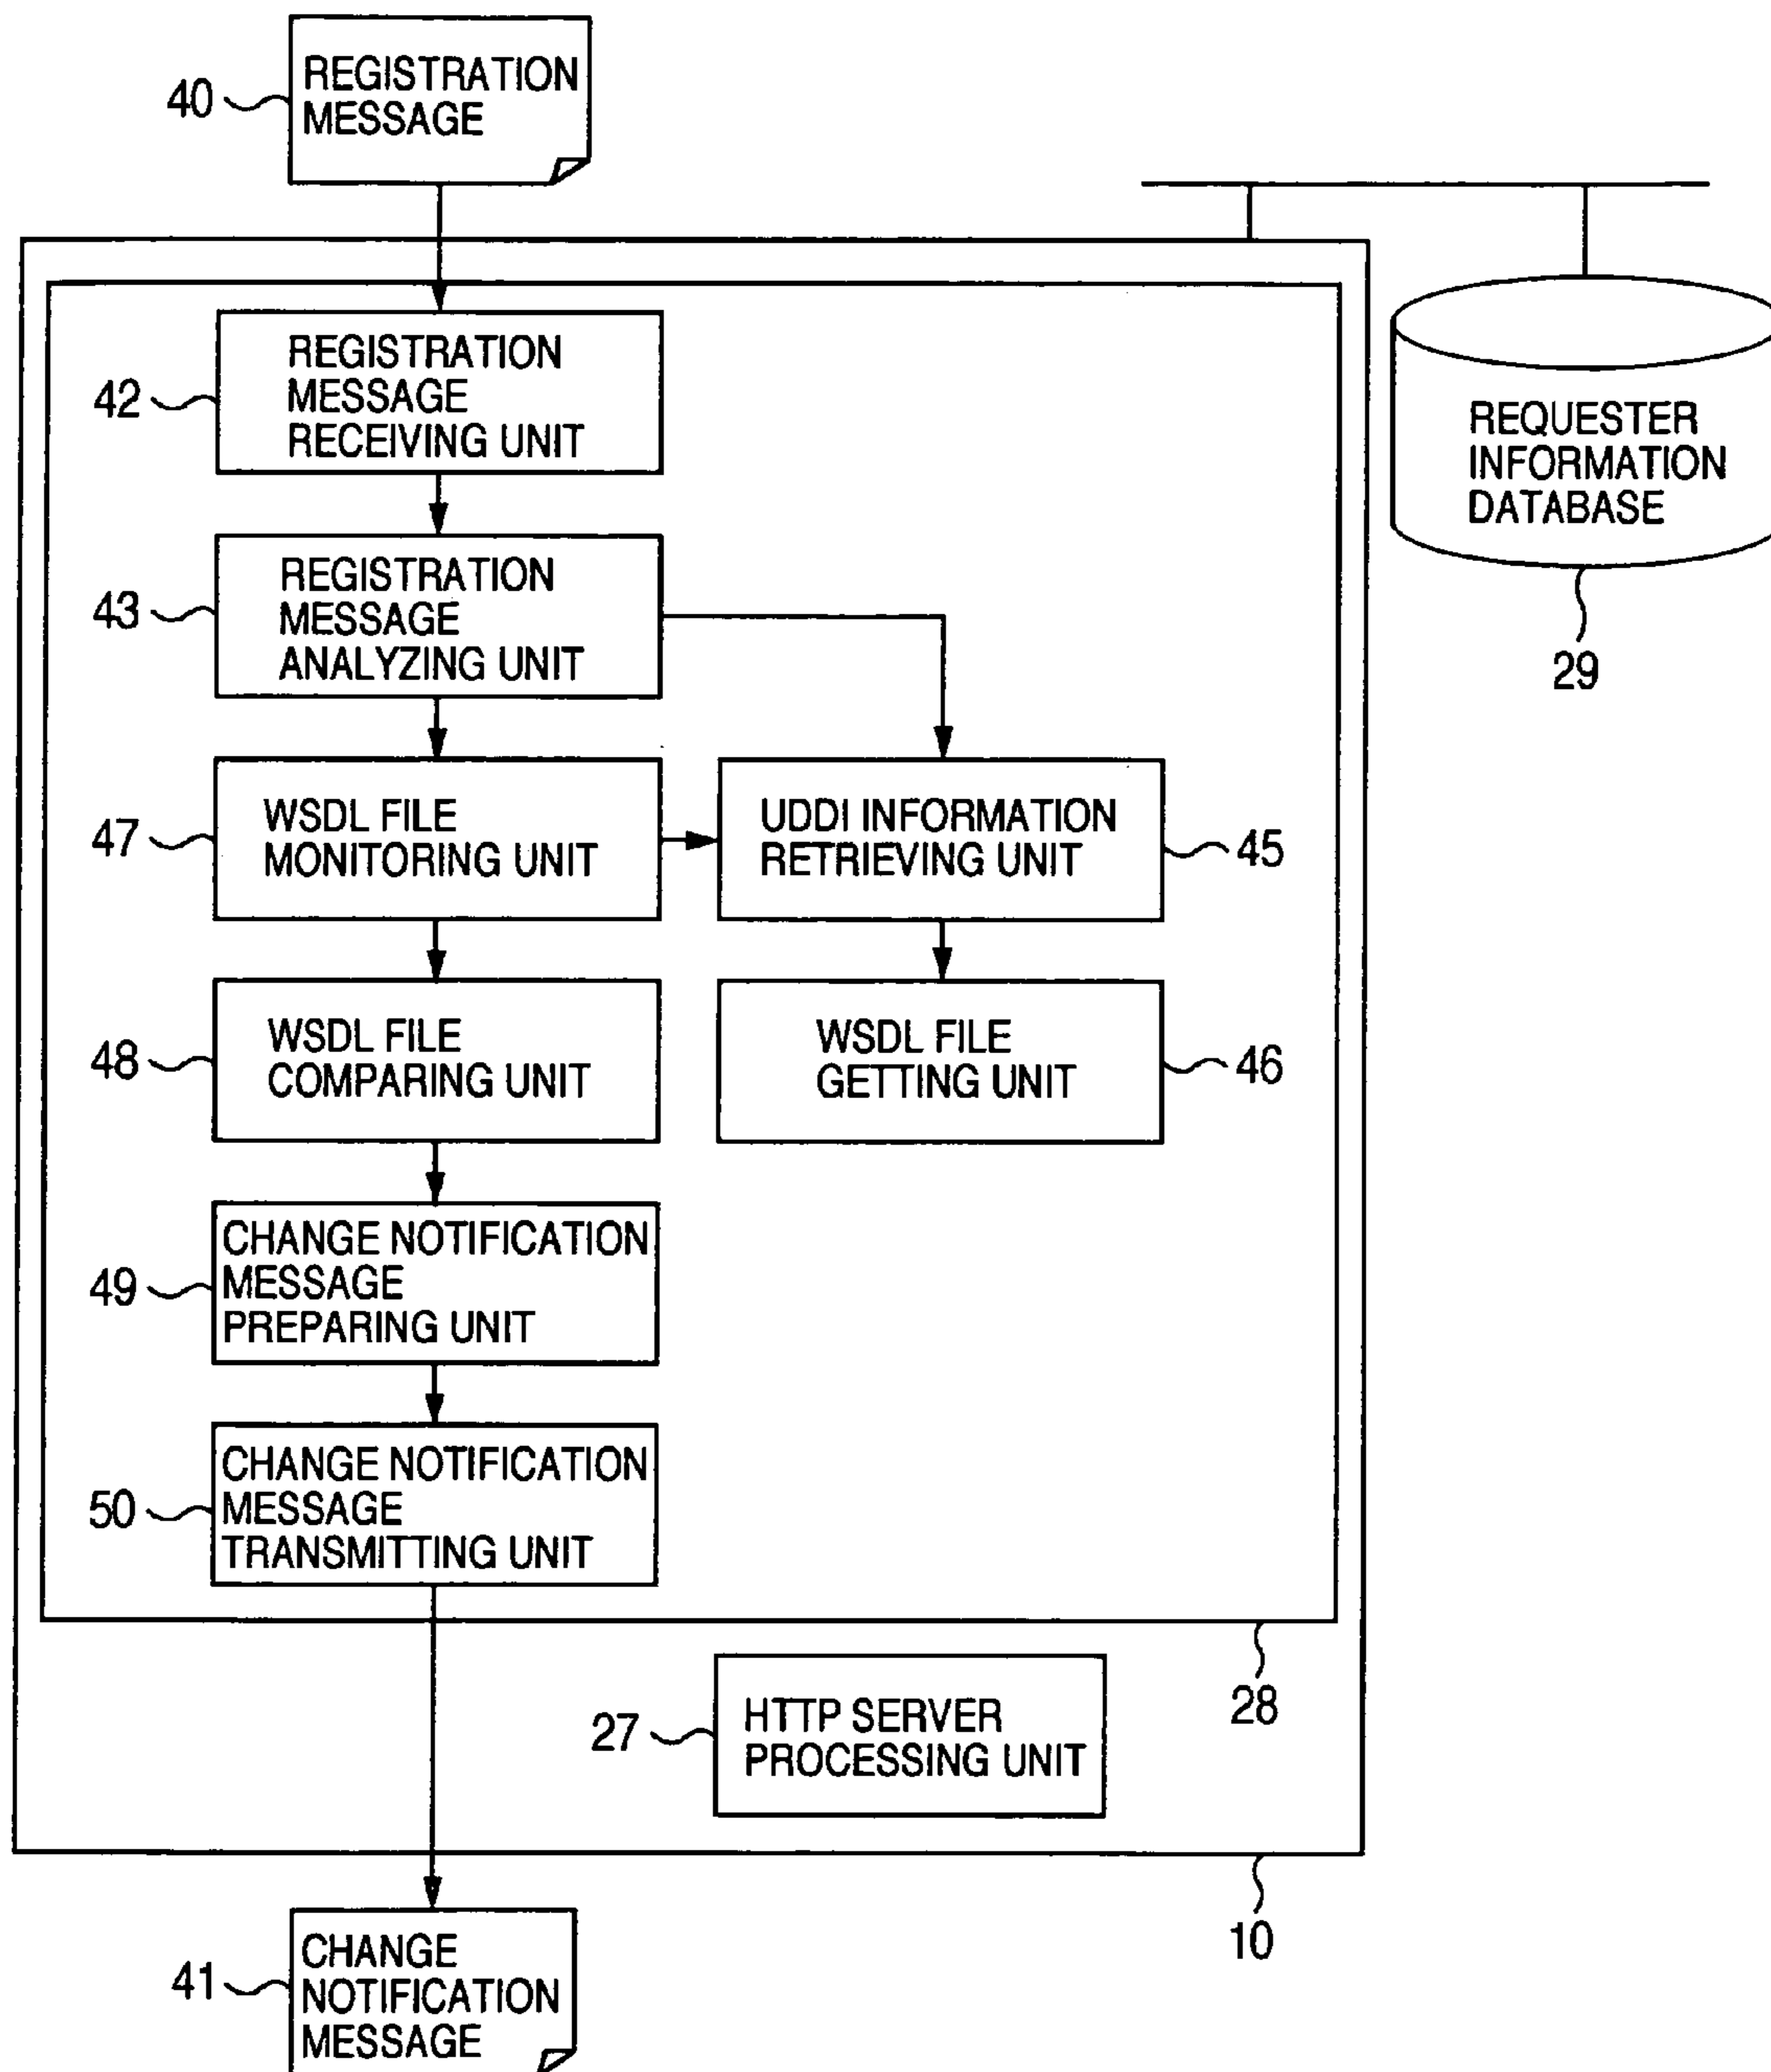 REGISTRATION
MESSAGE
40
REGISTRATION
MESSAGE
RECEIVING UNIT
42
REQUESTER
INFORMATION
DATABASE
29
REGISTRATION
MESSAGE
ANALYZING UNIT
43
WSDL FILE
MONITORING UNIT
47
UDDI INFORMATION
RETRIEVING UNIT
45
WSDL FILE
COMPARING UNIT
48
WSDL FILE
GETTING UNIT
46
CHANGE NOTIFICATION
MESSAGE
PREPARING UNIT
49
CHANGE NOTIFICATION
MESSAGE
TRANSMITTING UNIT
50
28
HTTP SERVER
PROCESSING UNIT
27
10
CHANGE
NOTIFICATION
MESSAGE
41